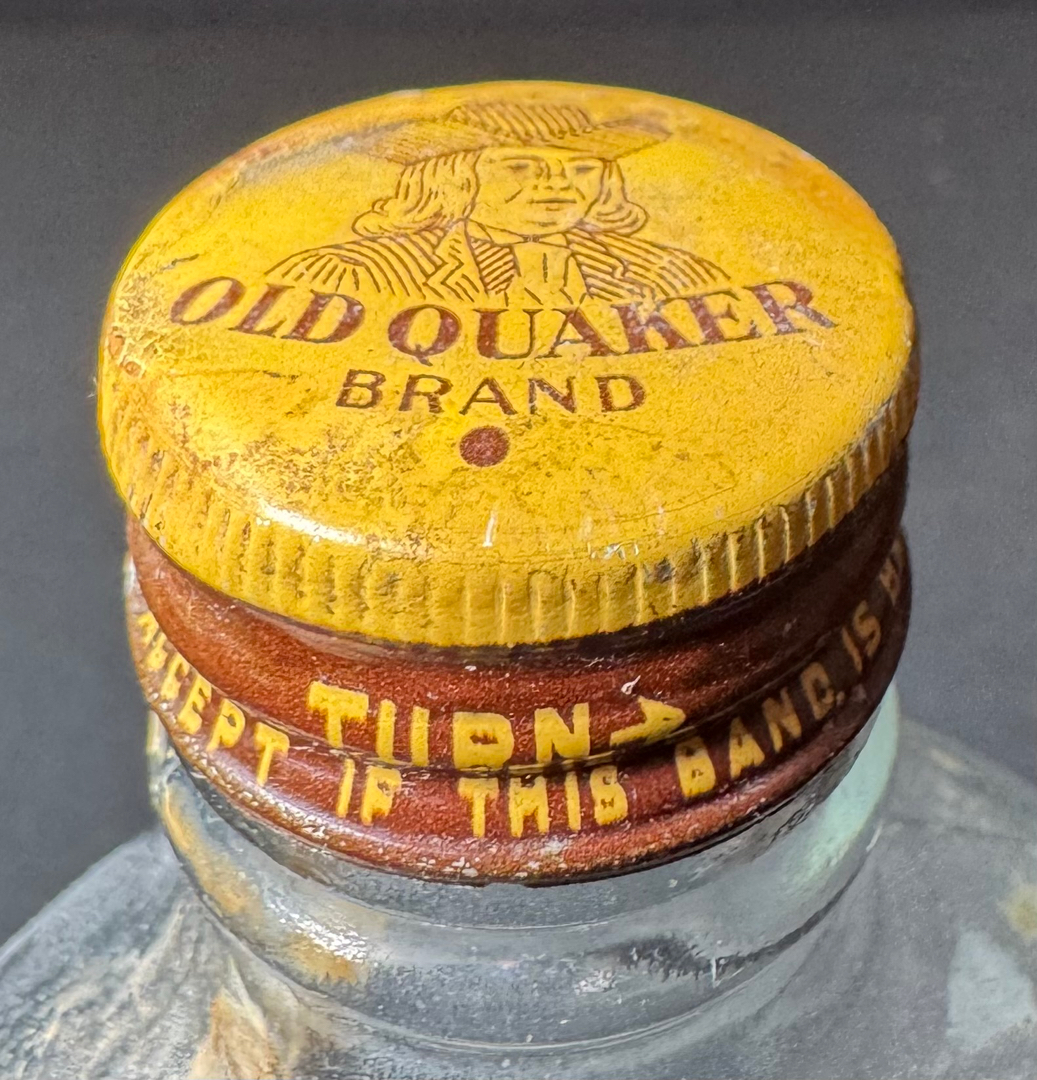 OLD QUAKER
BRAND
TURN
ACCEPT IF THIS BAND IS